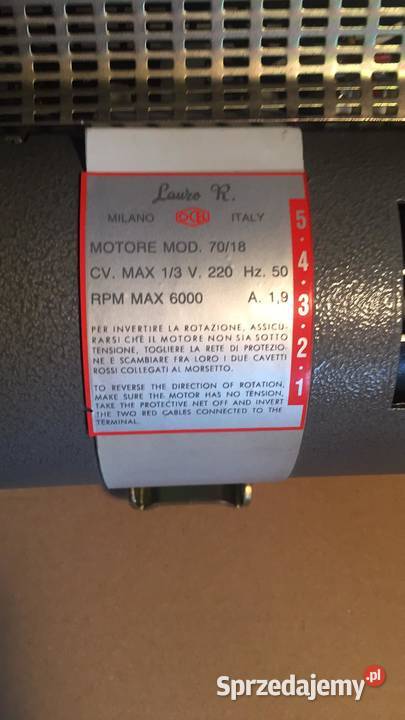 Lauro R.
MILANO
ITALY
MOTORE MOD. 70/18
CV. MAX 1/3 V. 220 Hz. 50
RPM MAX 6000 A. 1,9
PER INVERTIRE LA ROTAZIONE, ASSICU-
RARSI CHE IL MOTORE NON SIA SOTTO
TENSIONE, TOGLIERE LA RETE DI PROTEZIO-
NE E SCAMBIARE FRA LORO I DUE CAVETTI
ROSSI COLLEGATI AL MORSETTO.
TO REVERSE THE DIRECTION OF ROTATION,
MAKE SURE THE MOTOR HAS NO TENSION,
TAKE THE PROTECTIVE NET OFF AND INVERT
THE TWO RED CABLES CONNECTED TO THE
TERMINAL.
5·4·3·2·1
Sprzedajemy.pl